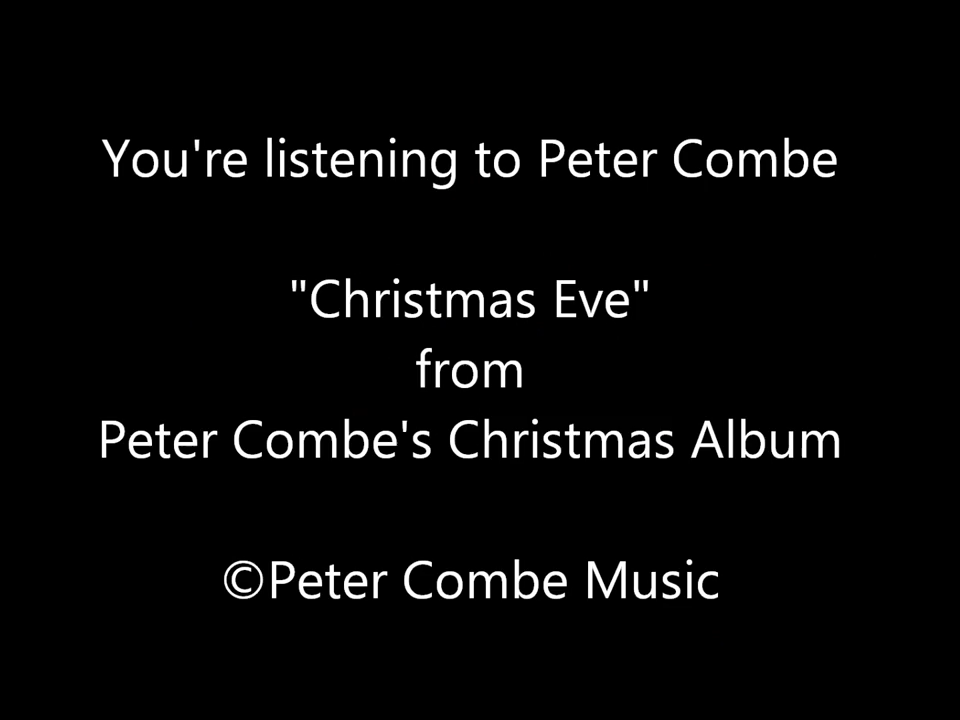 You're listening to Peter Combe
"Christmas Eve"
from
Peter Combe's Christmas Album
©Peter Combe Music